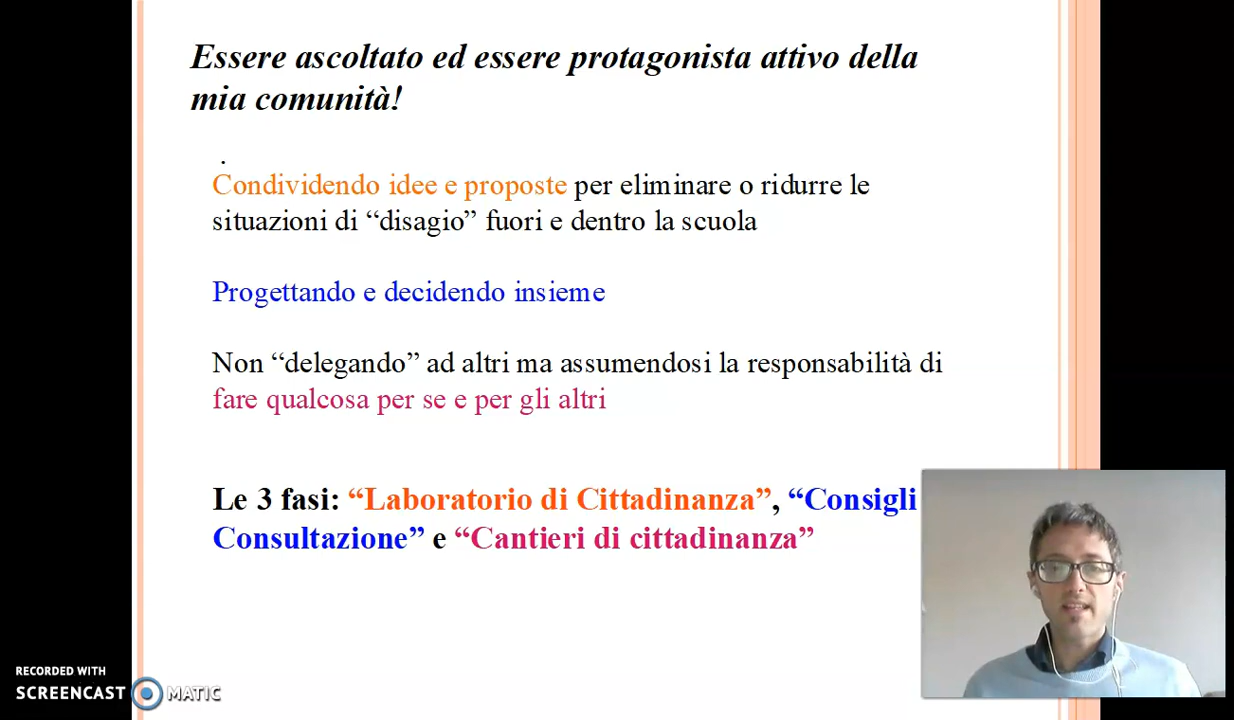 Essere ascoltato ed essere protagonista attivo della
mia comunità!
.
Condividendo idee e proposte per eliminare o ridurre le
situazioni di “disagio” fuori e dentro la scuola
Progettando e decidendo insieme
Non “delegando” ad altri ma assumendosi la responsabilità di
fare qualcosa per se e per gli altri
Le 3 fasi: “Laboratorio di Cittadinanza”, “Consigli
Consultazione” e “Cantieri di cittadinanza”
RECORDED WITH
SCREENCAST MATIC